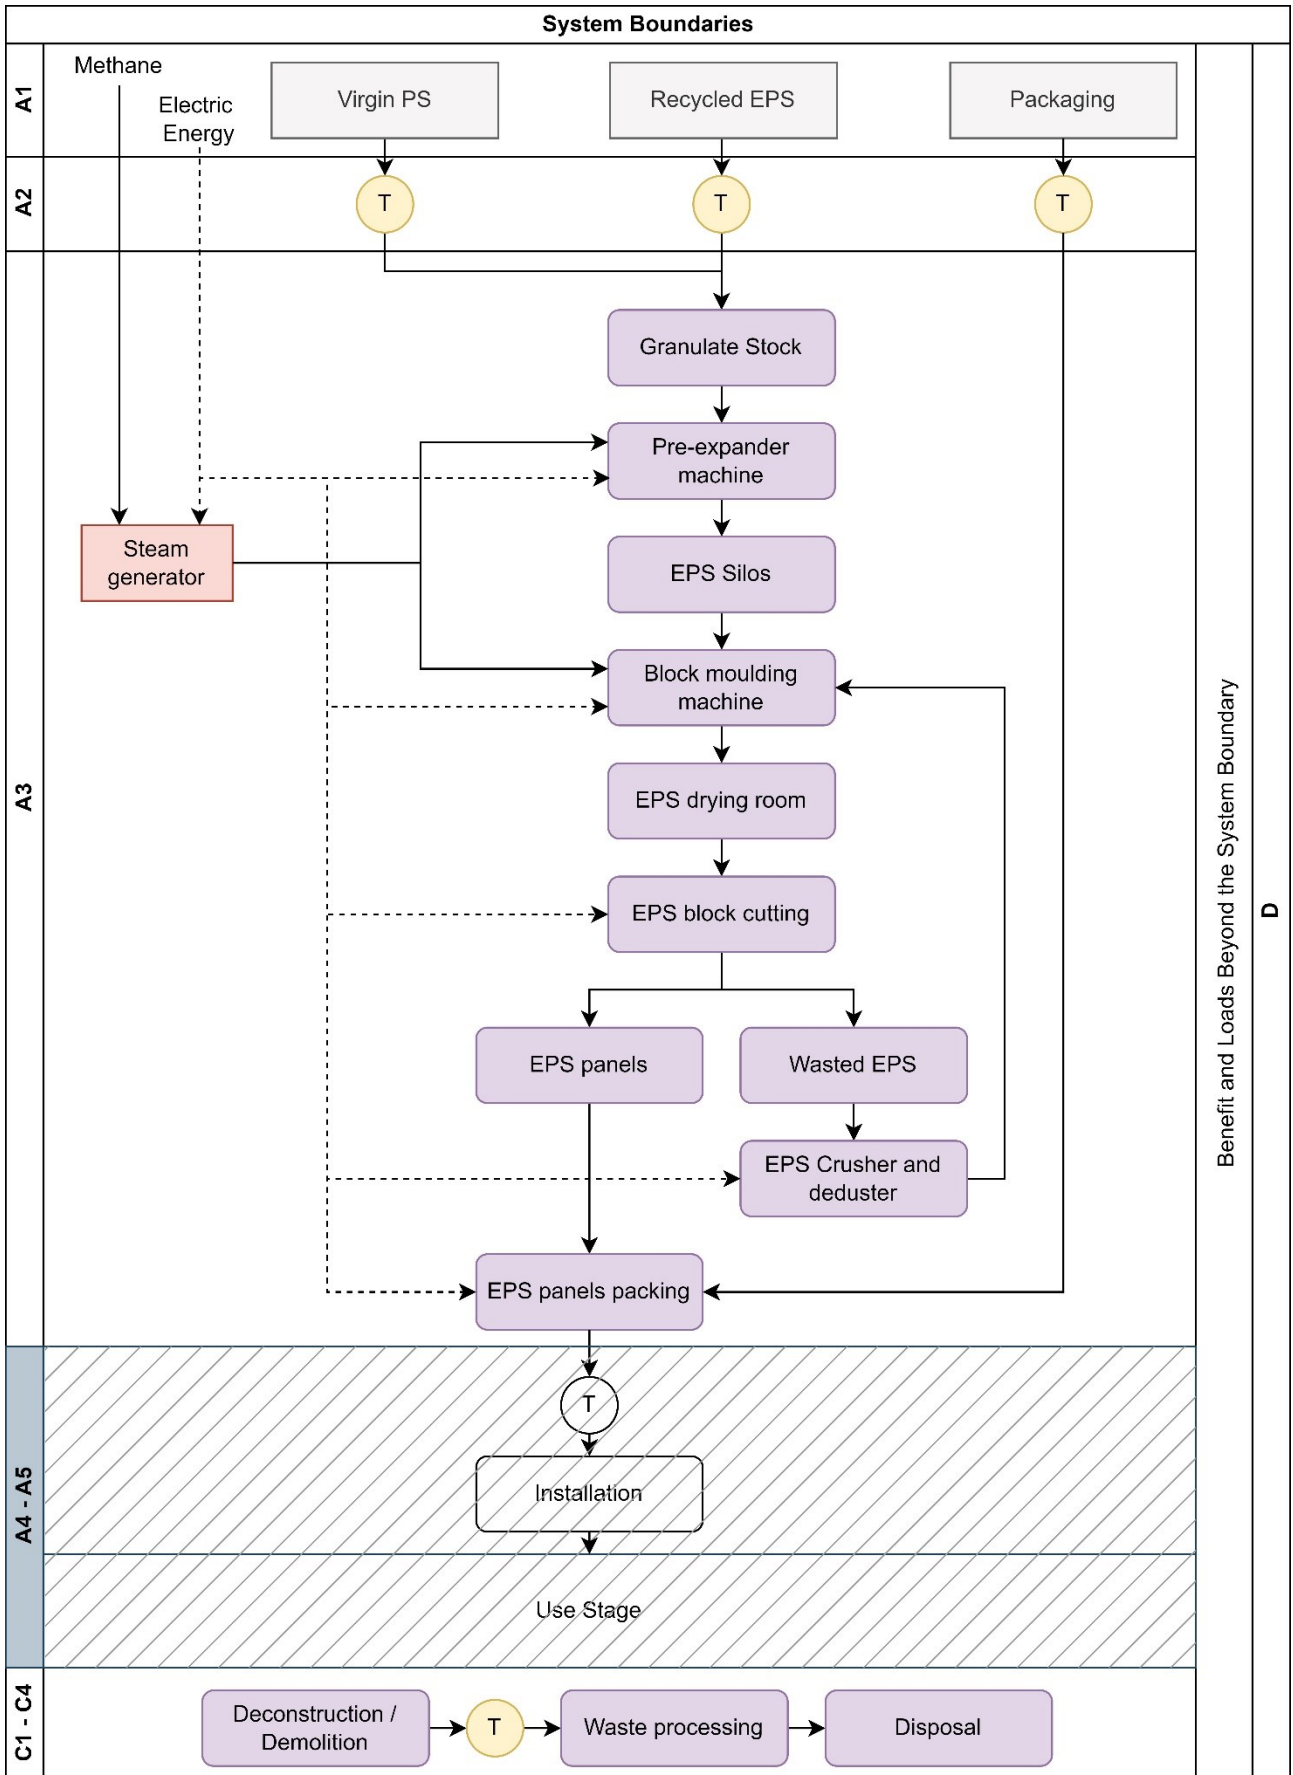 System Boundaries
A1
Methane
Electric
Energy
Virgin PS
Recycled EPS
Packaging
A2
T
T
T
A3
Granulate Stock
Pre-expander
machine
Steam
generator
EPS Silos
Block moulding
machine
EPS drying room
EPS block cutting
EPS panels
Wasted EPS
EPS Crusher and
deduster
EPS panels packing
A4 - A5
T
Installation
Use Stage
C1 - C4
Deconstruction /
Demolition
T
Waste processing
Disposal
Benefit and Loads Beyond the System Boundary
D